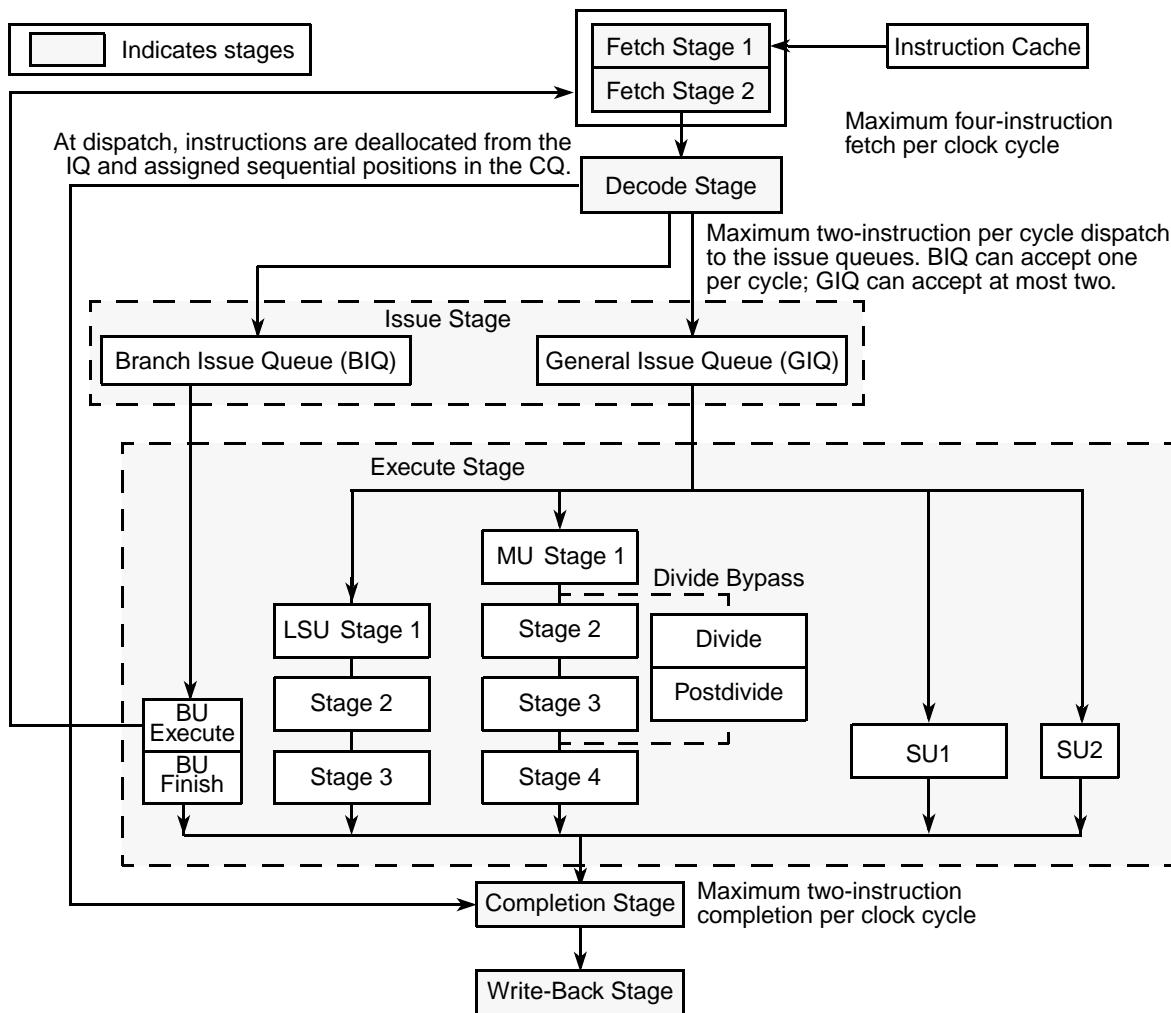 Indicates stages
Fetch Stage 1
Instruction Cache
Fetch Stage 2
Maximum four-instruction
fetch per clock cycle
At dispatch, instructions are deallocated from the
IQ and assigned sequential positions in the CQ.
Decode Stage
Maximum two-instruction per cycle dispatch
to the issue queues. BIQ can accept one
per cycle; GIQ can accept at most two.
Issue Stage
Branch Issue Queue (BIQ)
General Issue Queue (GIQ)
Execute Stage
MU Stage 1
Divide Bypass
LSU Stage 1
Stage 2
Divide
Stage 2
Stage 3
Postdivide
BU
Execute
BU
Finish
Stage 3
Stage 4
SU1
SU2
Completion Stage
Maximum two-instruction
completion per clock cycle
Write-Back Stage